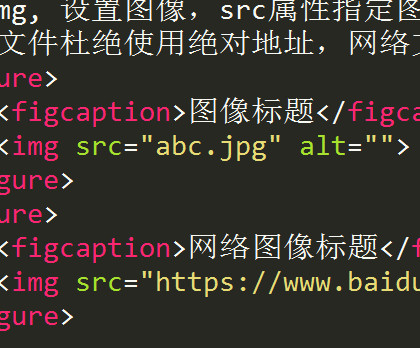 mg, 设置图像，src属性指定图
文件杜绝使用绝对地址，网络
ure>
<figcaption>图像标题</figca
<img src="abc.jpg" alt="">
gure>
ure>
<figcaption>网络图像标题</f
<img src="https://www.baidu
gure>